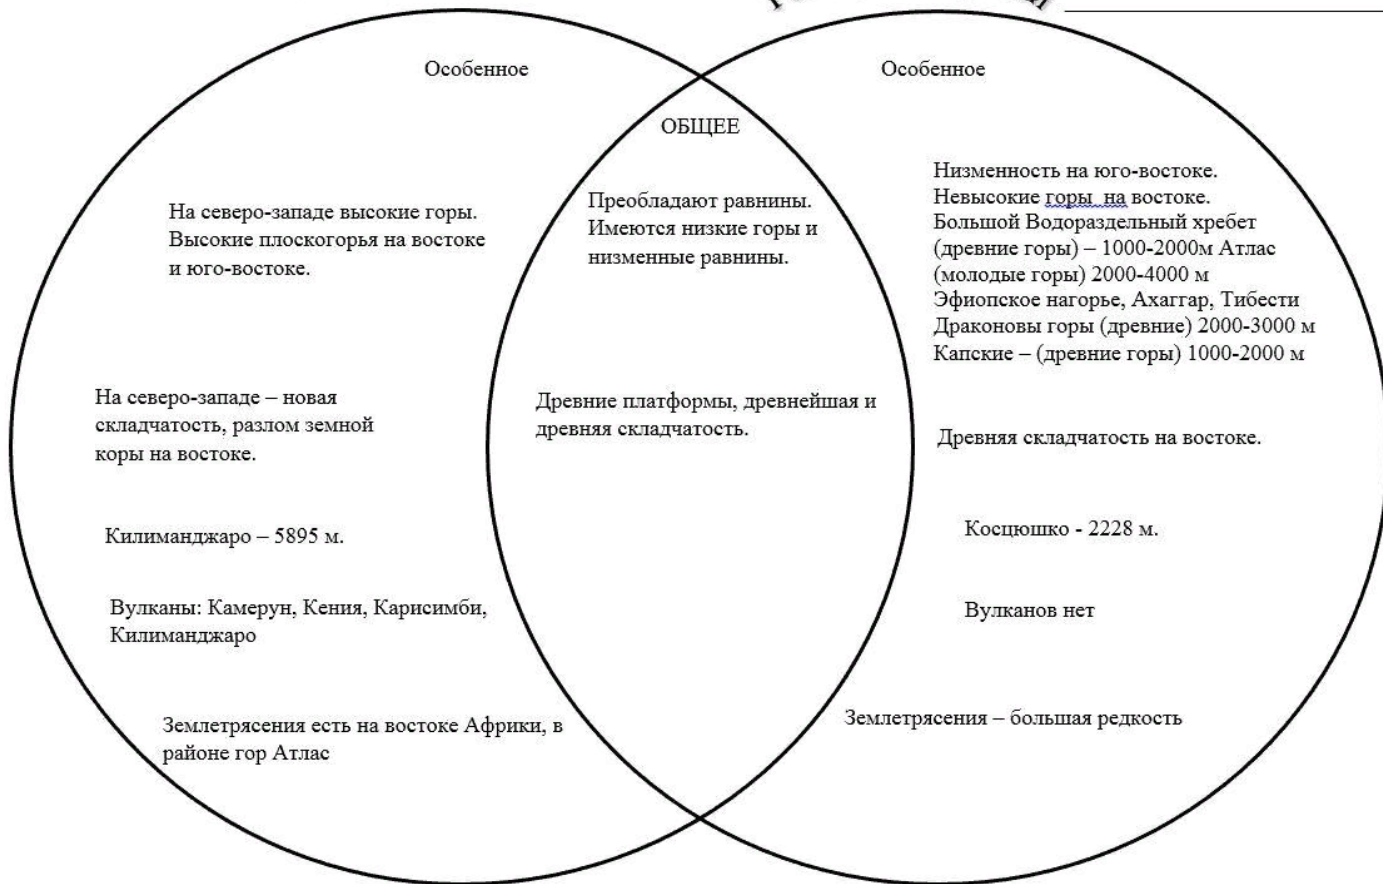 Особенное
На северо-западе высокие горы.
Высокие плоскогорья на востоке
и юго-востоке.
На северо-западе – новая
складчатость, разлом земной
коры на востоке.
Килиманджаро – 5895 м.
Вулканы: Камерун, Кения, Карисимби,
Килиманджаро
Землетрясения есть на востоке Африки, в
районе гор Атлас
ОБЩЕЕ
Преобладают равнины.
Имеются низкие горы и
низменные равнины.
Древние платформы, древнейшая и
древняя складчатость.
Особенное
Низменность на юго-востоке.
Невысокие горы на востоке.
Большой Водораздельный хребет
(древние горы) – 1000-2000м Атлас
(молодые горы) 2000-4000 м
Эфиопское нагорье, Ахаггар, Тибести
Драконовы горы (древние) 2000-3000 м
Капские – (древние горы) 1000-2000 м
Древняя складчатость на востоке.
Косцюшко - 2228 м.
Вулканов нет
Землетрясения – большая редкость